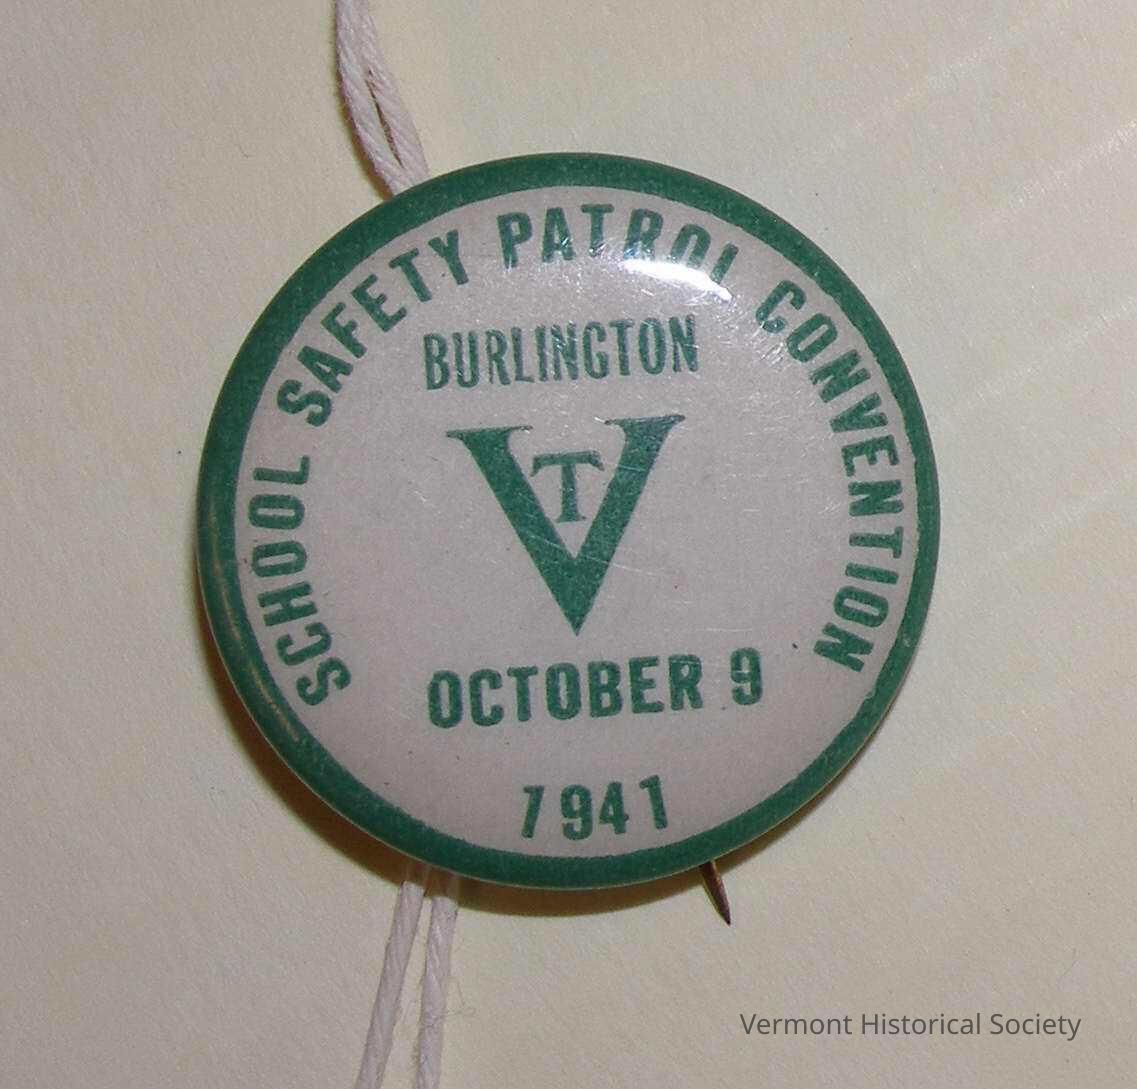 SCHOOL SAFETY PATROL CONVENTION
BURLINGTON
VT
OCTOBER 9
1941
Vermont Historical Society